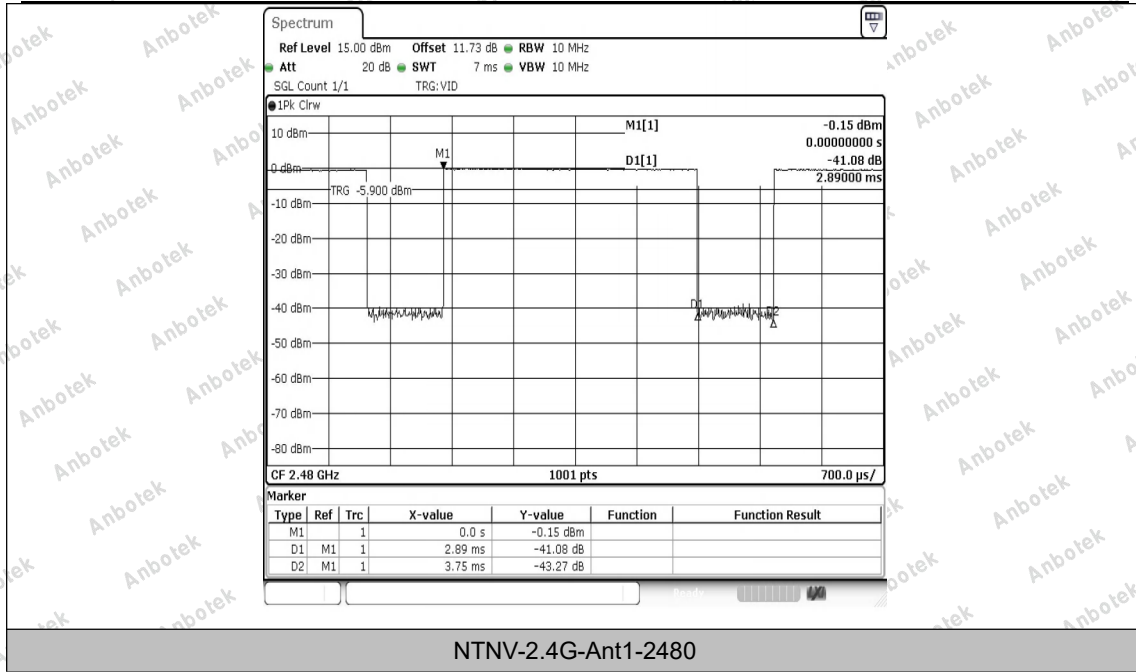 Spectrum
Ref Level 15.00 dBm Offset 11.73 dB RBW 10 MHz
Att 20 dB SWT 7 ms VBW 10 MHz
SGL Count 1/1 TRG:VID
1Pk Clrw
M1[1] -0.15 dBm
0.00000000 s
D1[1] -41.08 dB
2.89000 ms
10 dBm
M1
0 dBm
TRG -5.900 dBm
-10 dBm
-20 dBm
-30 dBm
-40 dBm
D1
D2
-50 dBm
-60 dBm
-70 dBm
-80 dBm
CF 2.48 GHz 1001 pts 700.0 µs/
Marker
Type Ref Trc X-value Y-value Function Function Result
M1 1 0.0 s -0.15 dBm
D1 M1 1 2.89 ms -41.08 dB
D2 M1 1 3.75 ms -43.27 dB
Ready
NTNV-2.4G-Ant1-2480
Anbotek